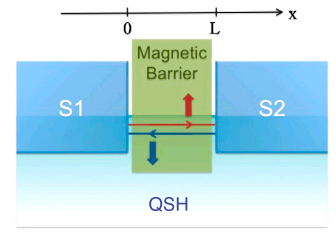 x
0 L
Magnetic
Barrier
S1 S2
QSH